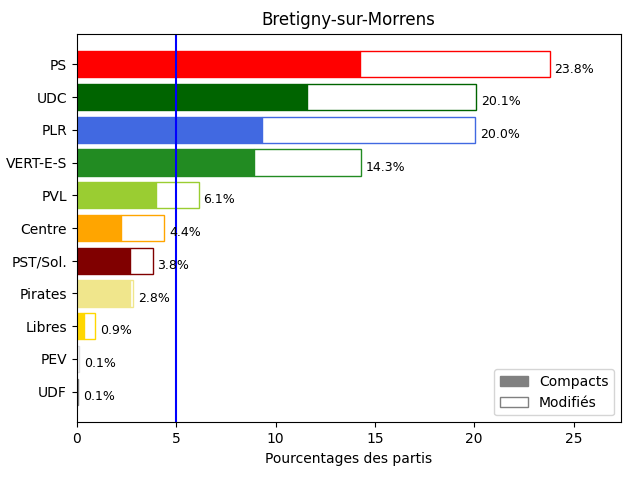 Bretigny-sur-Morrens
PS 23.8%
UDC 20.1%
PLR 20.0%
VERT-E-S 14.3%
PVL 6.1%
Centre 4.4%
PST/Sol. 3.8%
Pirates 2.8%
Libres 0.9%
PEV 0.1%
UDF 0.1%
Compacts
Modifiés
0 5 10 15 20 25
Pourcentages des partis